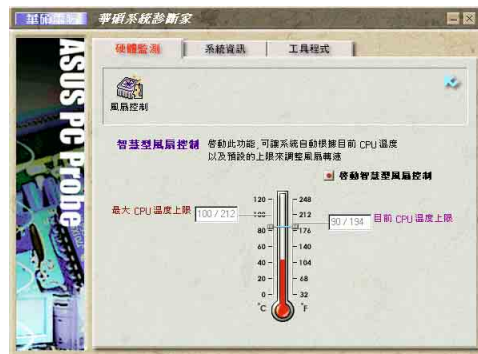 華碩系統診斷家
ASUS PC Probe
硬體監測
系統資訊
工具程式
風扇控制
智慧型風扇控制
啓動此功能,可讓系統自動根據目前 CPU 溫度
以及預設的上限來調整風扇轉速
啓動智慧型風扇控制
最大 CPU 溫度上限
100 / 212
90 / 194
目前 CPU 溫度上限
120 248
100 212
80 176
60 140
40 104
20 68
0 32
°C °F